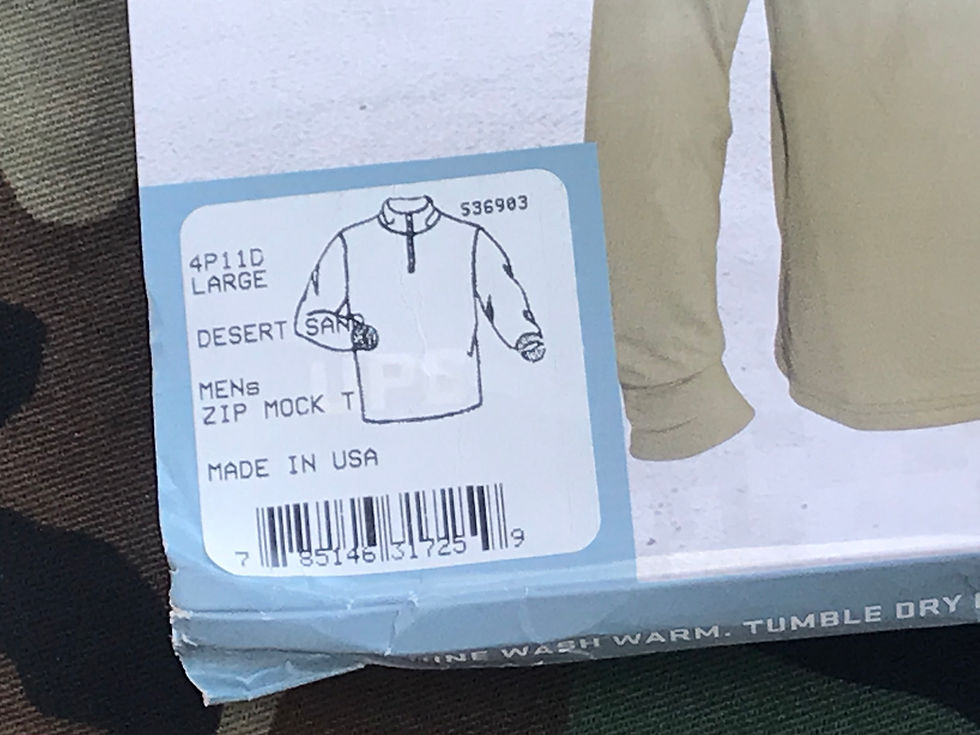 536903
4P11D
LARGE
DESERT SAND
MENs
ZIP MOCK T
MADE IN USA
7 85146 31725 9
WASH WARM. TUMBLE DRY